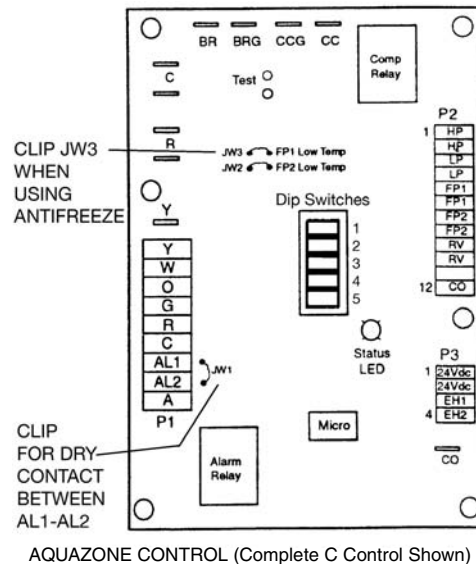 BR BRG CCG CC
Comp
Relay
C
Test
R
CLIP JW3
WHEN
USING
ANTIFREEZE
JW3 FP1 Low Temp
JW2 FP2 Low Temp
Y
Dip Switches
1
2
3
4
5
P2
1 HP
HP
LP
LP
FP1
FP1
FP2
FP2
RV
RV
12 CO
Y
W
O
G
R
C
AL1
AL2
A
P1
JW1
Status
LED
P3
1 24Vdc
24Vdc
EH1
4 EH2
CO
CLIP
FOR DRY
CONTACT
BETWEEN
AL1-AL2
Alarm
Relay
Micro
AQUAZONE CONTROL (Complete C Control Shown)